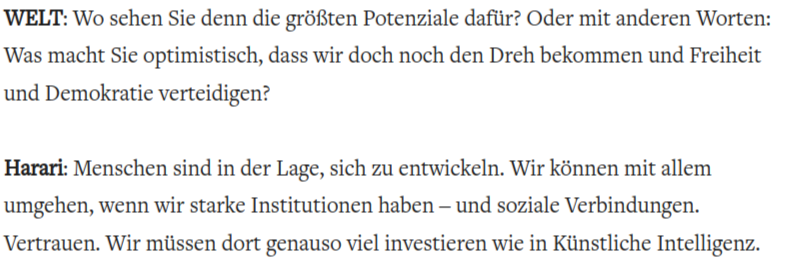 WELT: Wo sehen Sie denn die größten Potenziale dafür? Oder mit anderen Worten:
Was macht Sie optimistisch, dass wir doch noch den Dreh bekommen und Freiheit
und Demokratie verteidigen?
Harari: Menschen sind in der Lage, sich zu entwickeln. Wir können mit allem
umgehen, wenn wir starke Institutionen haben – und soziale Verbindungen.
Vertrauen. Wir müssen dort genauso viel investieren wie in Künstliche Intelligenz.